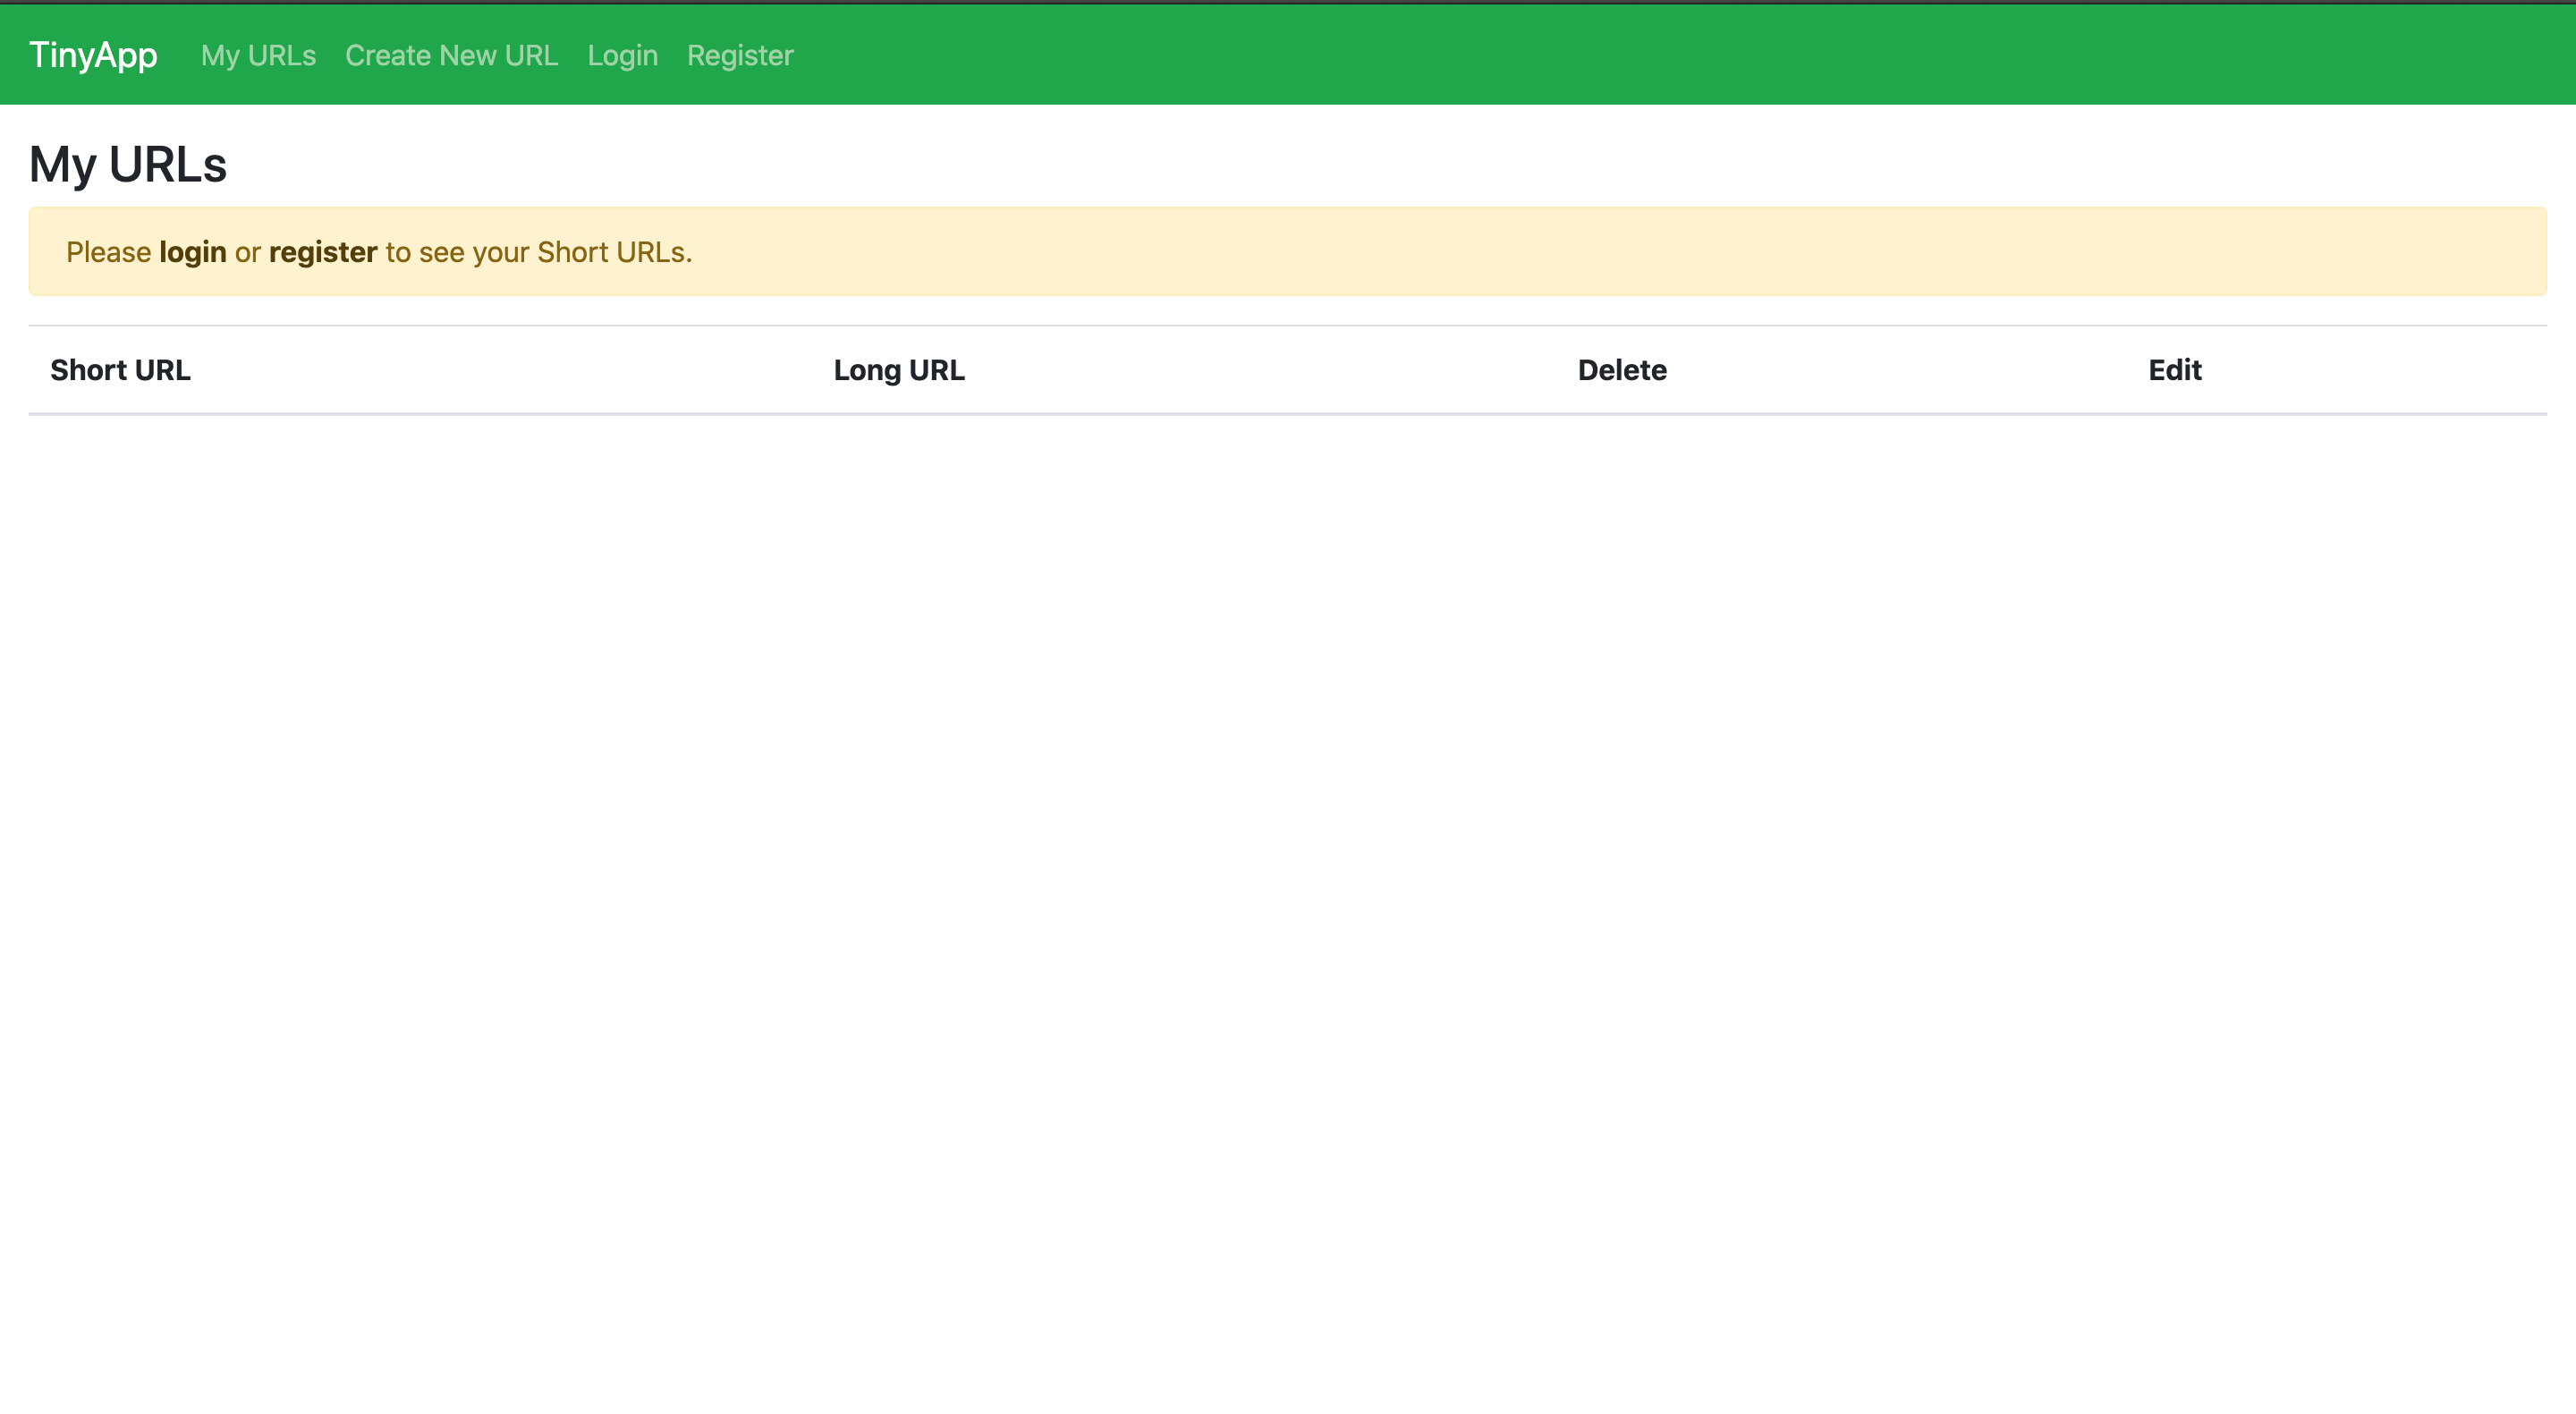 TinyApp My URLs Create New URL Login Register
My URLs
Please login or register to see your Short URLs.
Short URL Long URL Delete Edit